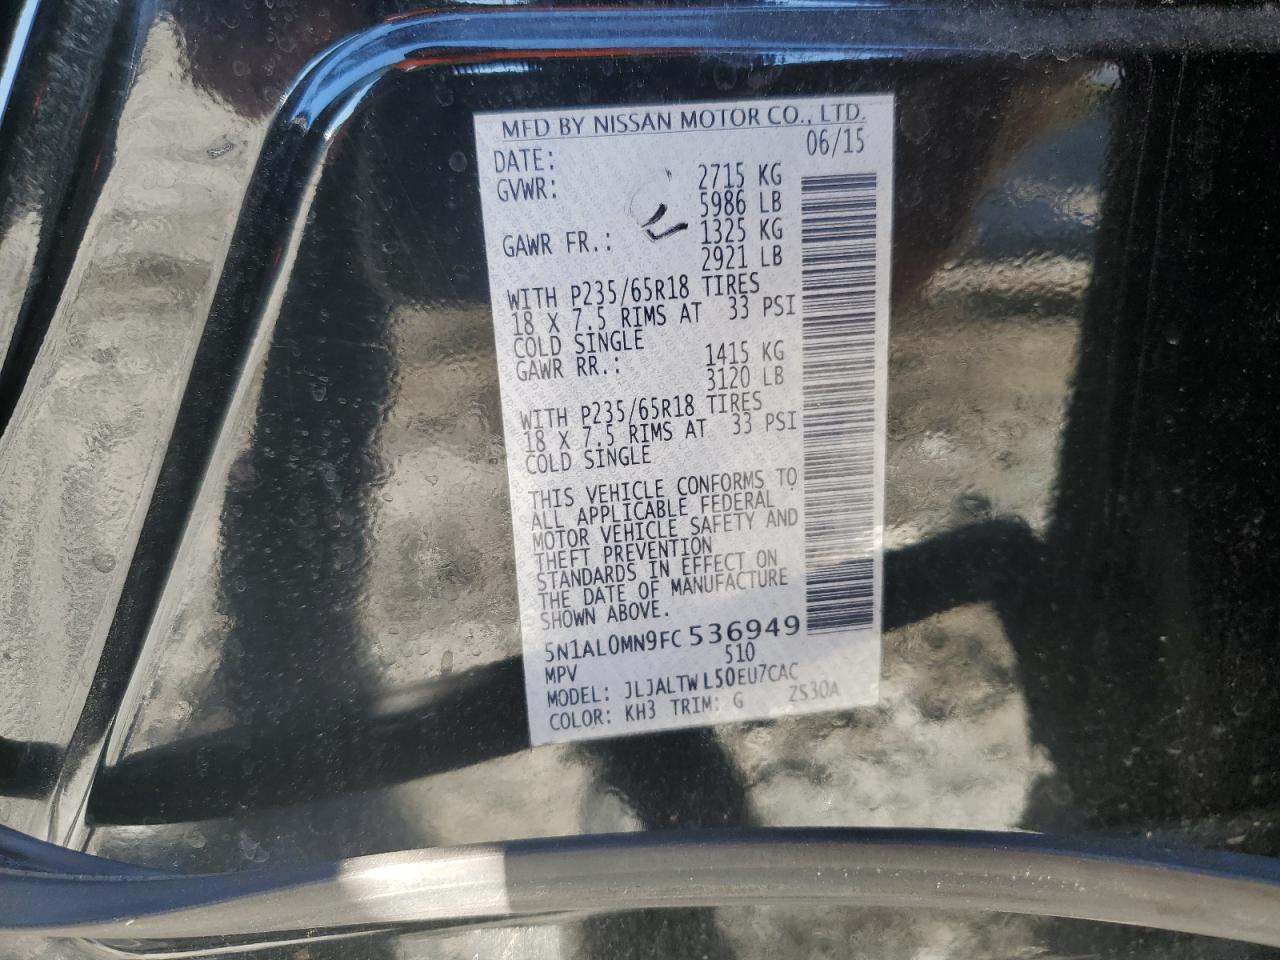 MFD BY NISSAN MOTOR CO., LTD.
DATE: 06/15
GVWR: 2715 KG
5986 LB
GAWR FR.: 1325 KG
2921 LB
WITH P235/65R18 TIRES
18 X 7.5 RIMS AT 33 PSI
COLD SINGLE
GAWR RR.: 1415 KG
3120 LB
WITH P235/65R18 TIRES
18 X 7.5 RIMS AT 33 PSI
COLD SINGLE
THIS VEHICLE CONFORMS TO
ALL APPLICABLE FEDERAL
MOTOR VEHICLE SAFETY AND
THEFT PREVENTION
STANDARDS IN EFFECT ON
THE DATE OF MANUFACTURE
SHOWN ABOVE.
5N1AL0MN9FC 536949
MPV 510
MODEL: JLJALTWL50EU7CAC
COLOR: KH3 TRIM: G ZS30A